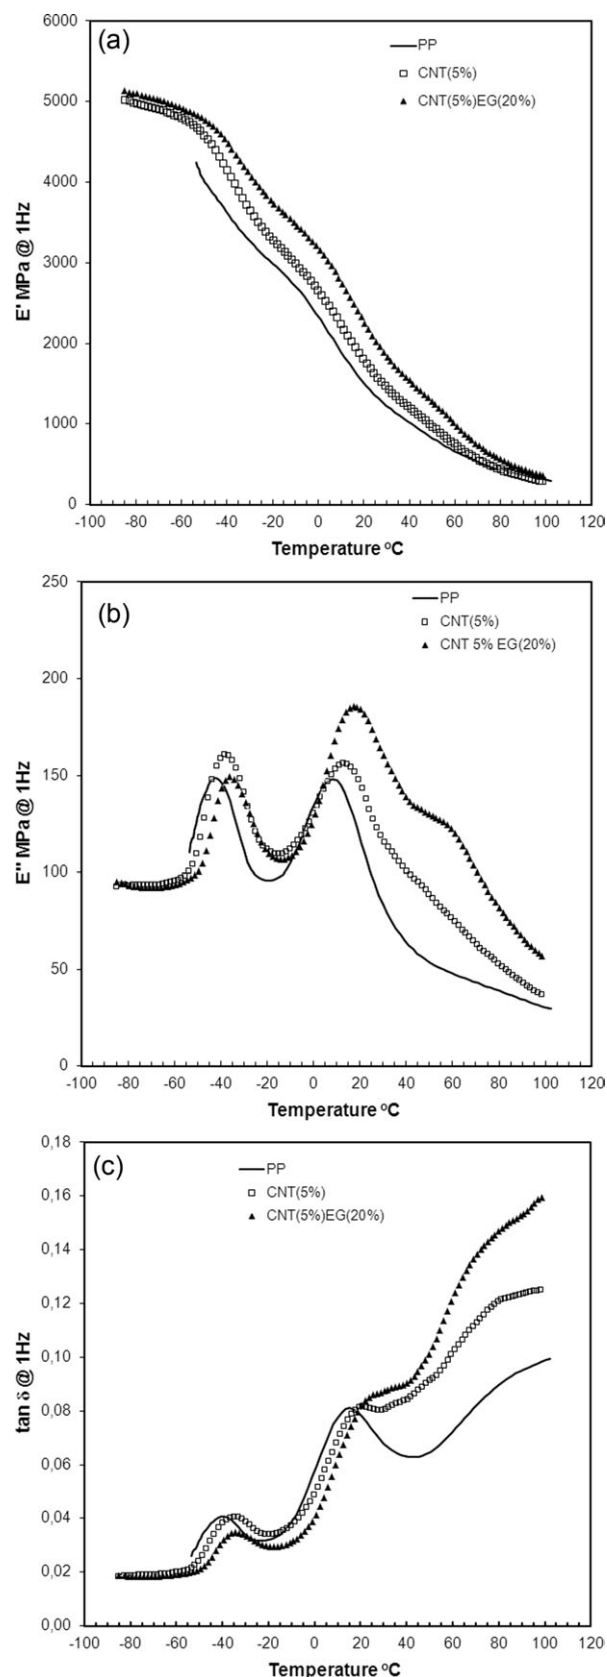 (a)
PP
CNT(5%)
CNT(5%)EG(20%)
6000
5000
4000
3000
2000
1000
0
E' MPa @ 1Hz
-100 -80 -60 -40 -20 0 20 40 60 80 100 120
Temperature ºC
(b)
PP
CNT(5%)
CNT 5% EG(20%)
250
200
150
100
50
0
E" MPa @ 1Hz
-100 -80 -60 -40 -20 0 20 40 60 80 100 120
Temperature ºC
(c)
PP
CNT(5%)
CNT(5%)EG(20%)
0,18
0,16
0,14
0,12
0,10
0,08
0,06
0,04
0,02
0,00
tan δ @ 1Hz
-100 -80 -60 -40 -20 0 20 40 60 80 100 120
Temperature ºC